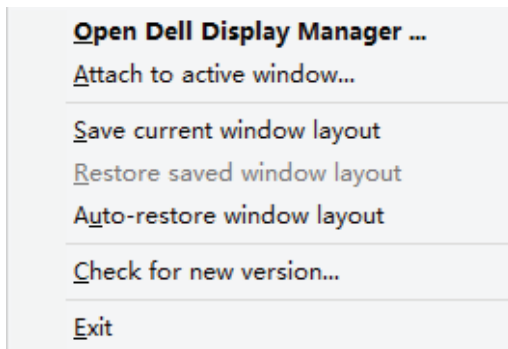 Open Dell Display Manager ...
Attach to active window...
Save current window layout
Restore saved window layout
Auto-restore window layout
Check for new version...
Exit